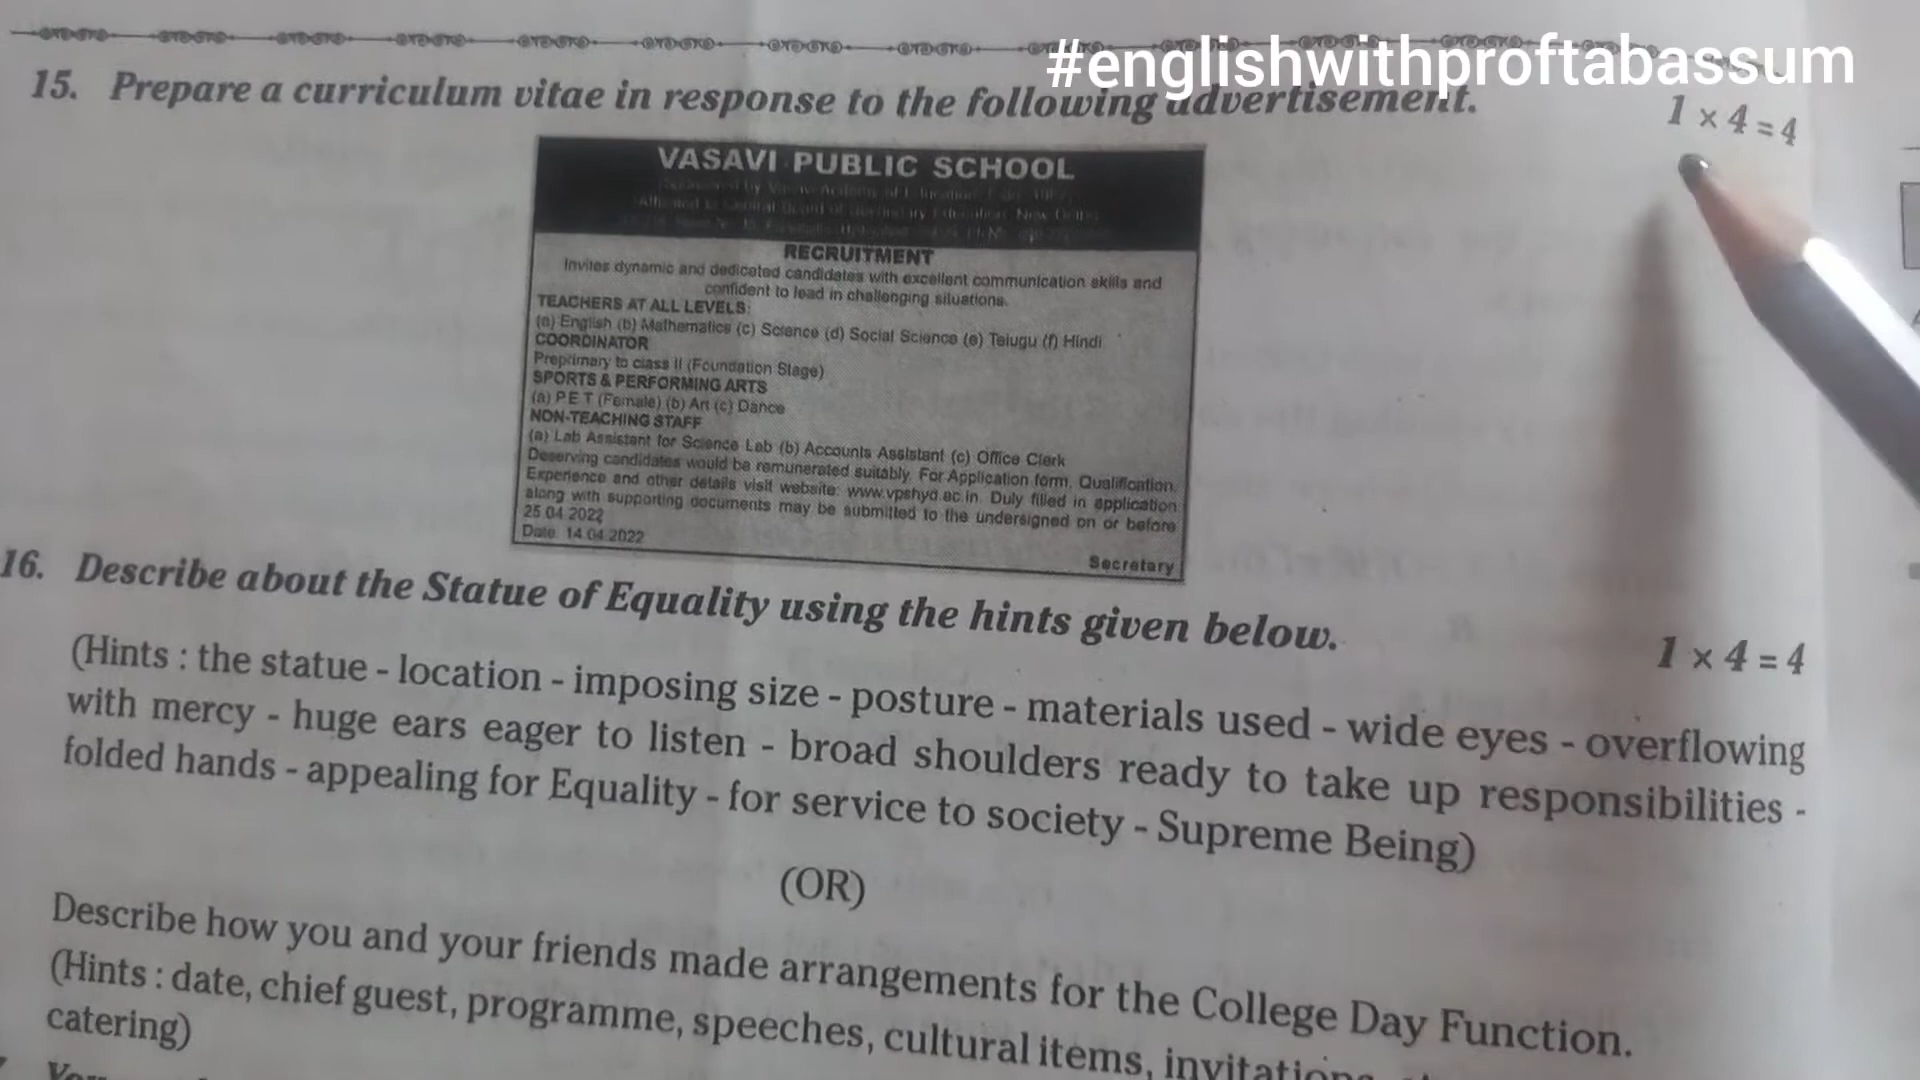 #englishwithproftabassum
15. Prepare a curriculum vitae in response to the following advertisement. 1 × 4 = 4
VASAVI PUBLIC SCHOOL
RECRUITMENT
Invites dynamic and dedicated candidates with excellent communication skills and
confident to lead in challenging situations.
TEACHERS AT ALL LEVELS:
(a) English (b) Mathematics (c) Science (d) Social Science (e) Telugu (f) Hindi
COORDINATOR
Preprimary to class II (Foundation Stage)
SPORTS & PERFORMING ARTS
(a) P E T (Female) (b) Art (c) Dance
NON-TEACHING STAFF
(a) Lab Assistant for Science Lab (b) Accounts Assistant (c) Office Clerk
Deserving candidates would be remunerated suitably. For Application form, Qualification,
Experience and other details visit website: www.vpshyd.ac.in. Duly filled in application
along with supporting documents may be submitted to the undersigned on or before
25.04.2022
Date: 14.04.2022
Secretary
16. Describe about the Statue of Equality using the hints given below. 1 × 4 = 4
(Hints : the statue - location - imposing size - posture - materials used - wide eyes - overflowing
with mercy - huge ears eager to listen - broad shoulders ready to take up responsibilities -
folded hands - appealing for Equality - for service to society - Supreme Being)
(OR)
Describe how you and your friends made arrangements for the College Day Function.
(Hints : date, chief guest, programme, speeches, cultural items,
catering)